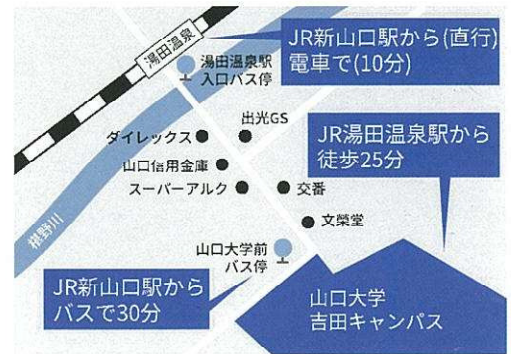 JR新山口駅から(直行)
電車で(10分)
湯田温泉
湯田温泉駅
入口バス停
出光GS
ダイレックス
JR湯田温泉駅から
徒歩25分
山口信用金庫
スーパーアルク
交番
文榮堂
椹野川
山口大学前
バス停
JR新山口駅から
バスで30分
山口大学
吉田キャンパス